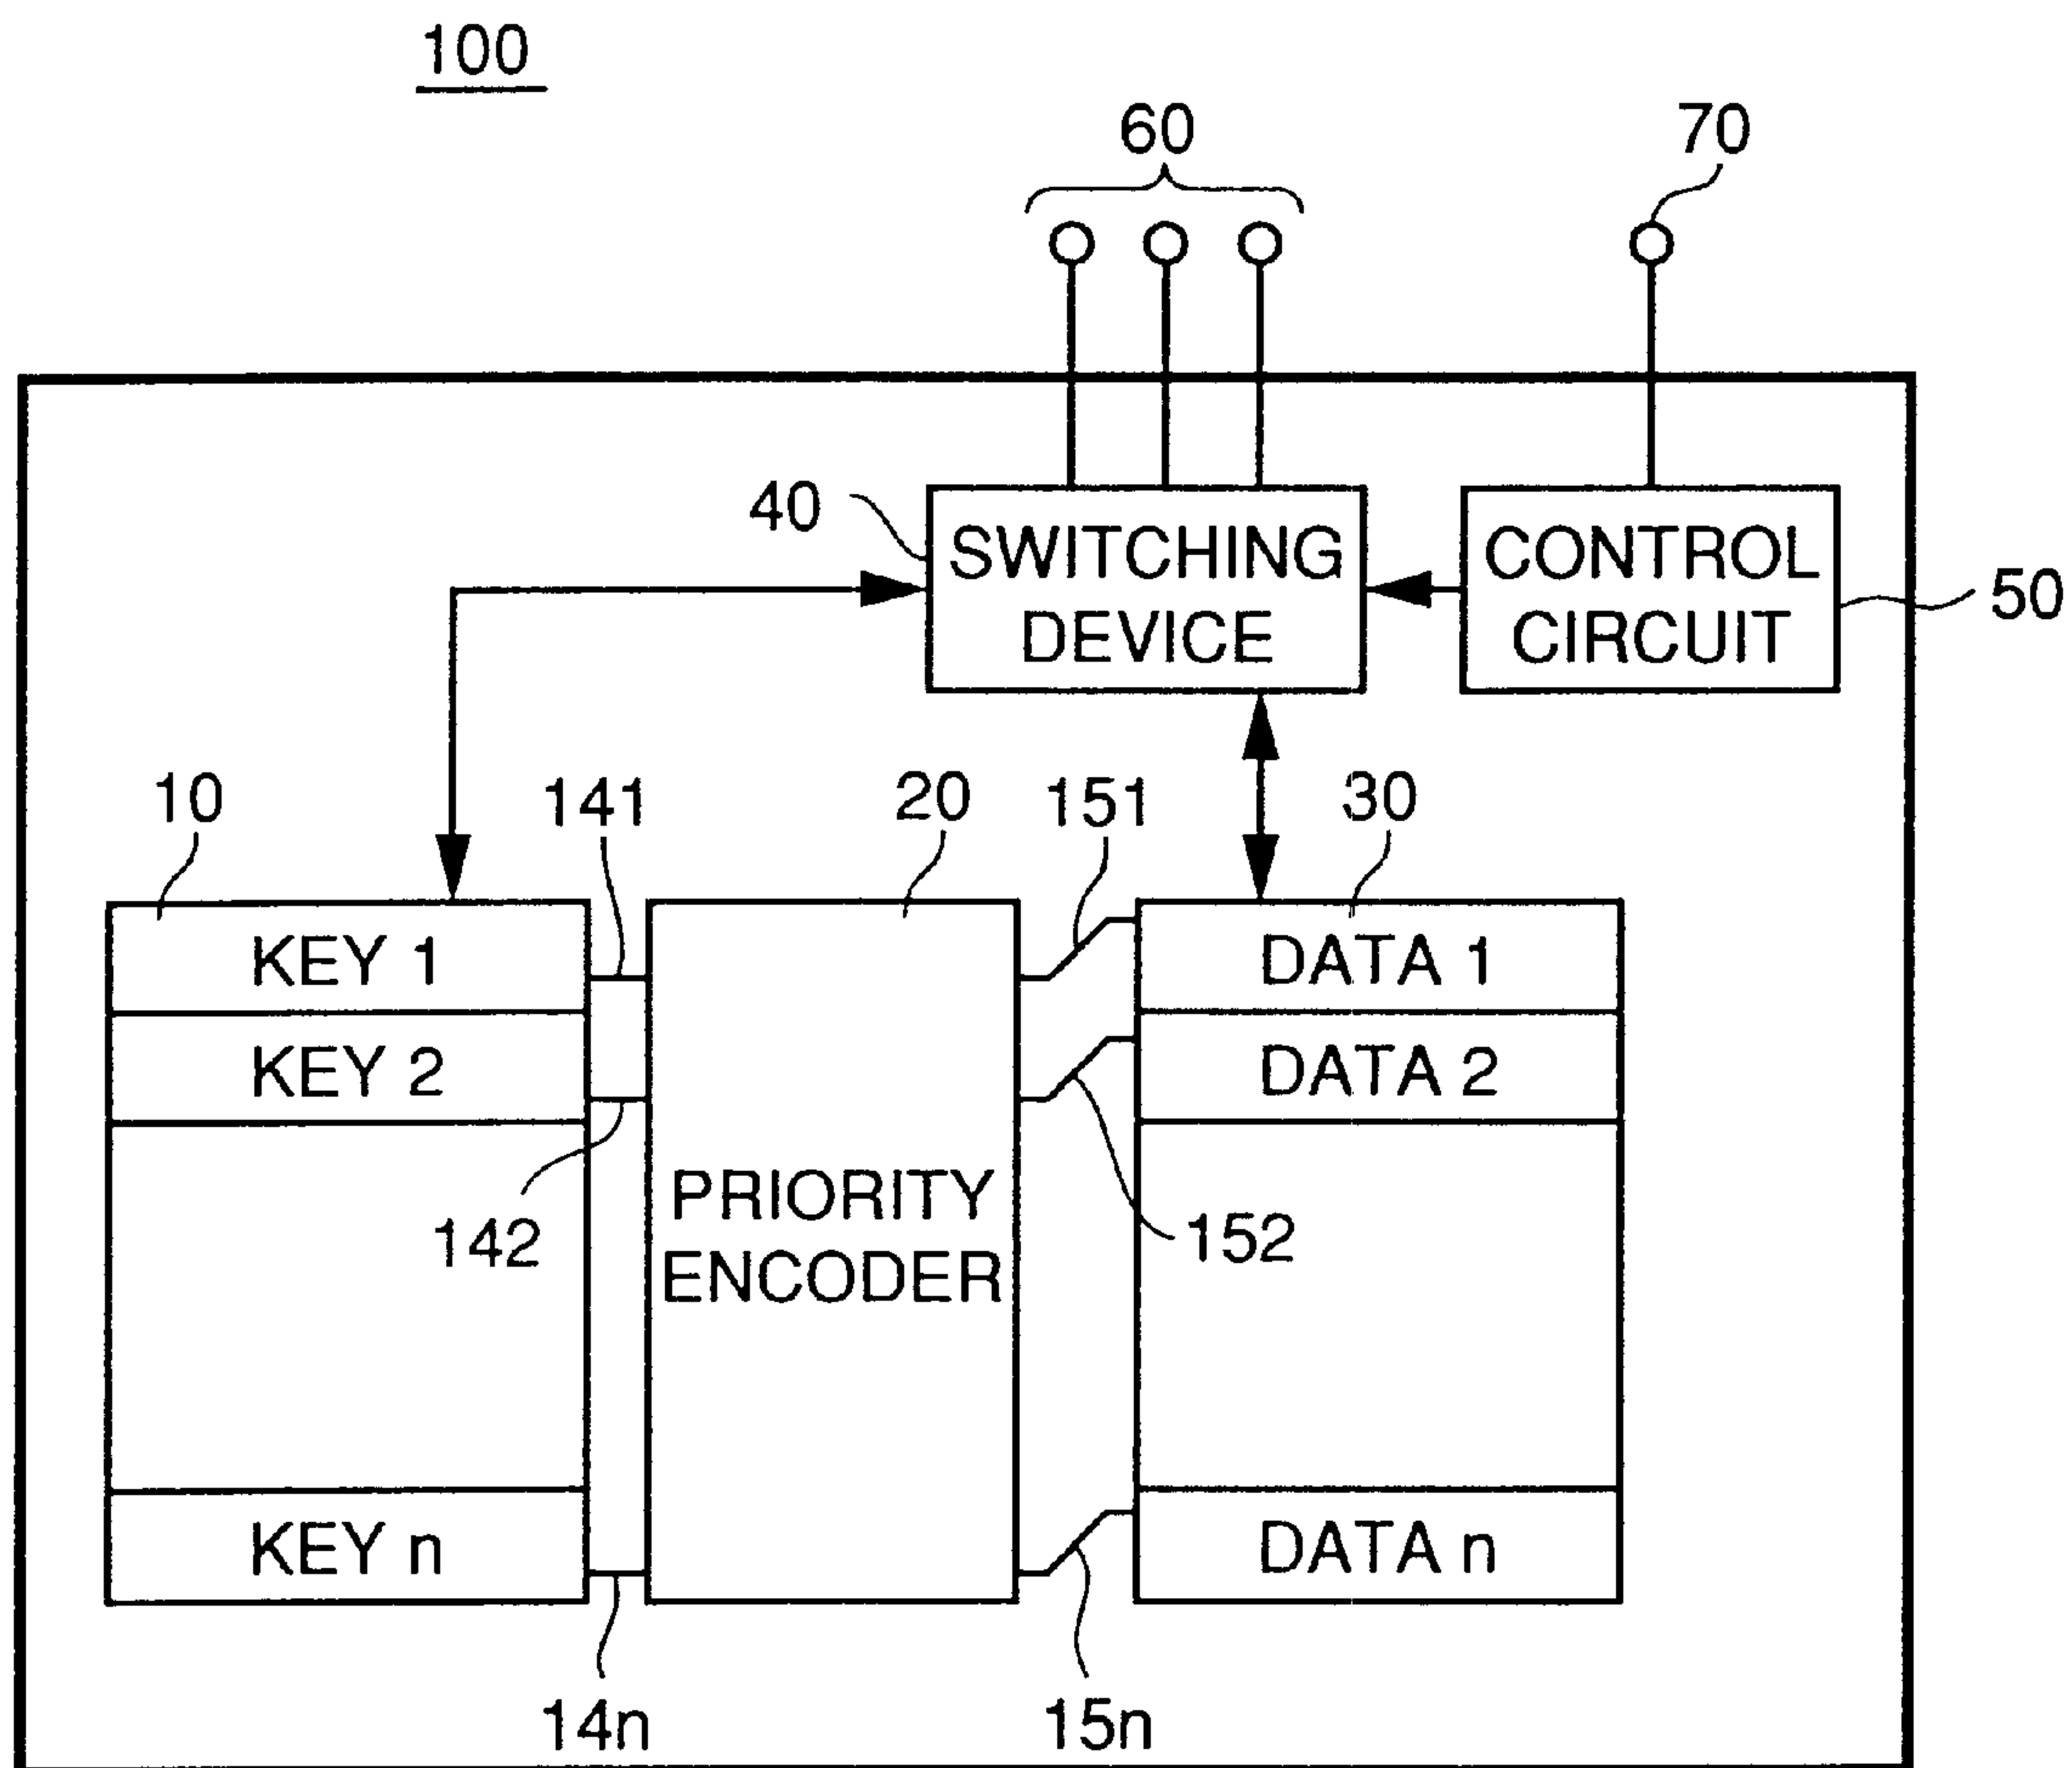 100
60
70
40
SWITCHING
DEVICE
CONTROL
CIRCUIT
50
10
141
20
151
30
KEY 1
DATA 1
KEY 2
DATA 2
142
PRIORITY
ENCODER
152
KEY n
DATA n
14n
15n